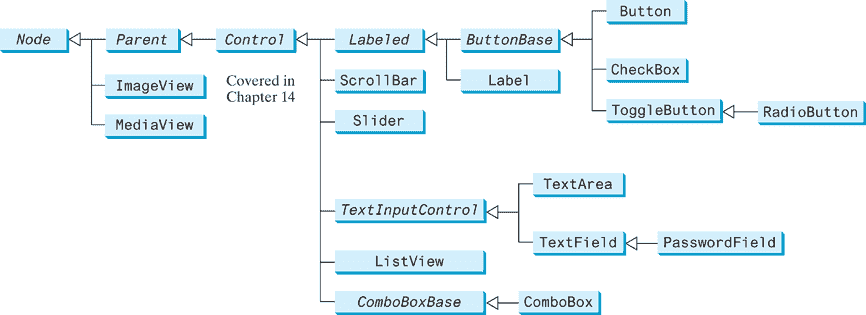 Button
Node
Parent
Control
Labeled
ButtonBase
ImageView
Covered in
Chapter 14
ScrollBar
Label
CheckBox
MediaView
Slider
ToggleButton
RadioButton
TextArea
TextInputControl
TextField
PasswordField
ListView
ComboBoxBase
ComboBox